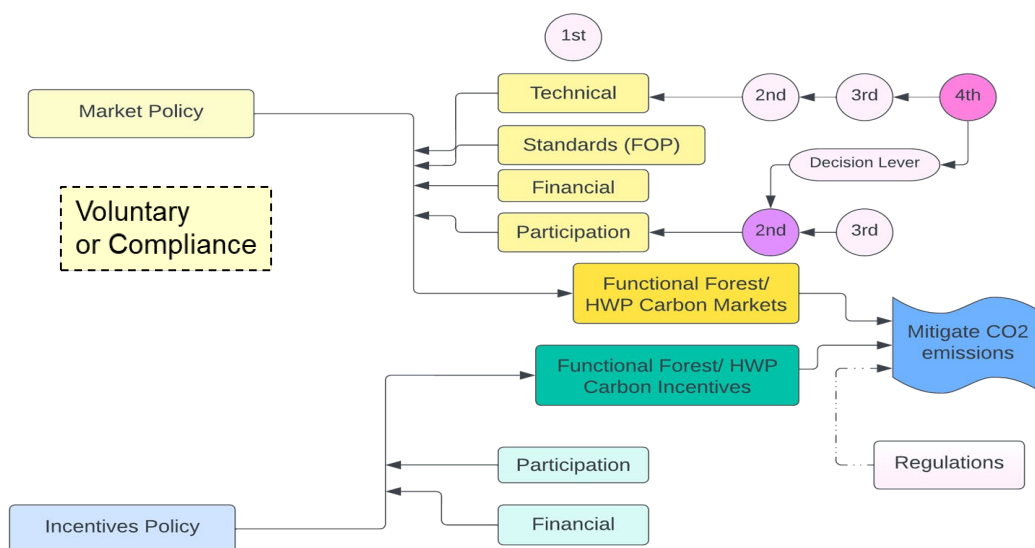 1st
Technical
2nd
3rd
4th
Market Policy
Standards (FOP)
Decision Lever
Financial
Voluntary
or Compliance
Participation
2nd
3rd
Functional Forest/
HWP Carbon Markets
Mitigate CO2
emissions
Functional Forest/ HWP
Carbon Incentives
Participation
Regulations
Incentives Policy
Financial